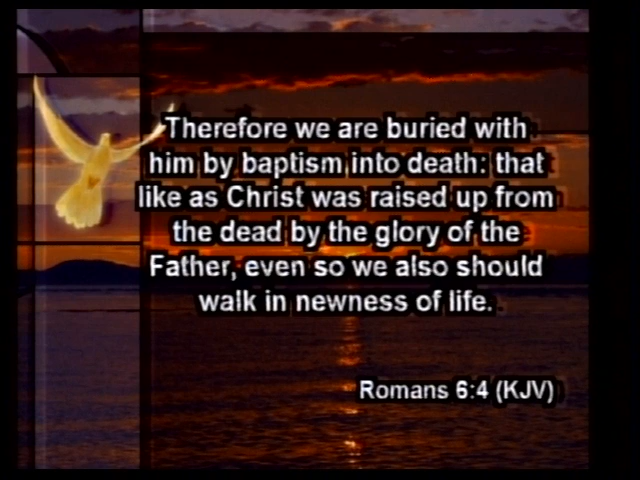 Therefore we are buried with
him by baptism into death: that
like as Christ was raised up from
the dead by the glory of the
Father, even so we also should
walk in newness of life.
Romans 6:4 (KJV)